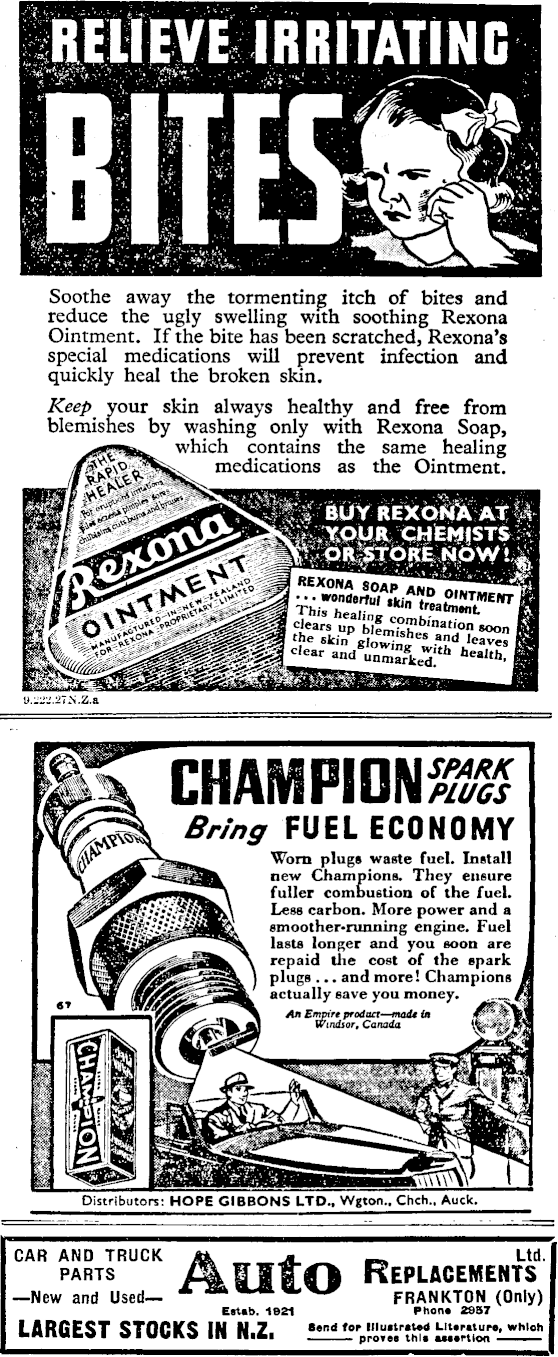 RELIEVE IRRITATING
BITES
Soothe away the tormenting itch of bites and
reduce the ugly swelling with soothing Rexona
Ointment. If the bite has been scratched, Rexona's
special medications will prevent infection and
quickly heal the broken skin.
Keep your skin always healthy and free from
blemishes by washing only with Rexona Soap,
which contains the same healing
medications as the Ointment.
THE
RAPID
HEALER
Rexona
OINTMENT
MANUFACTURED IN NEW ZEALAND
FOR REXONA PROPRIETARY LIMITED
BUY REXONA AT
YOUR CHEMISTS
OR STORE NOW!
REXONA SOAP AND OINTMENT
... wonderful skin treatment.
This healing combination soon
clears up blemishes and leaves
the skin glowing with health,
clear and unmarked.
9.222.27N.Z.a
CHAMPION SPARK
PLUGS
Bring FUEL ECONOMY
CHAMPION
Worn plugs waste fuel. Install
new Champions. They ensure
fuller combustion of the fuel.
Less carbon. More power and a
smoother-running engine. Fuel
lasts longer and you soon are
repaid the cost of the spark
plugs ... and more! Champions
actually save you money.
An Empire product—made in
Windsor, Canada
67
CHAMPION
Distributors: HOPE GIBBONS LTD., Wgton., Chch., Auck.
CAR AND TRUCK
PARTS
—New and Used—
LARGEST STOCKS IN N.Z.
Auto
Estab. 1921
Ltd.
REPLACEMENTS
FRANKTON (Only)
Phone 2957
Send for Illustrated Literature, which
proves this assertion